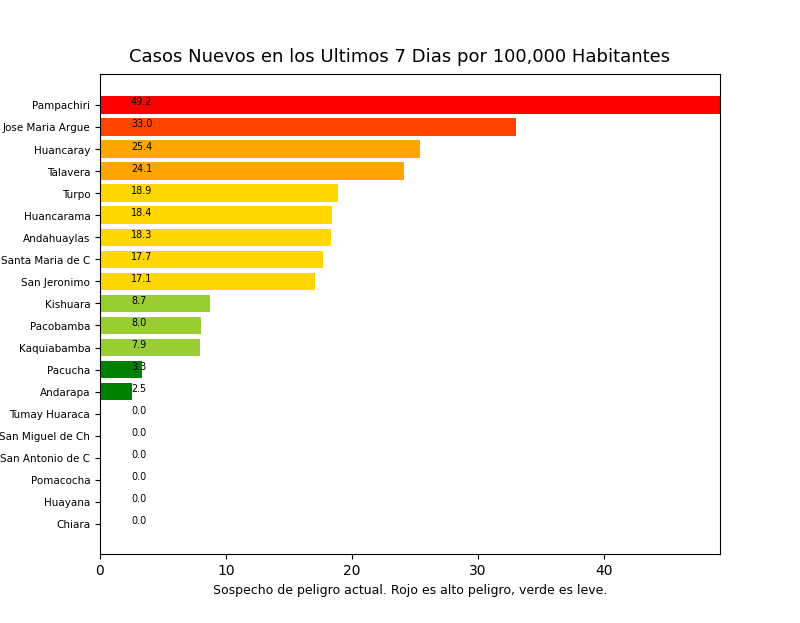 Casos Nuevos en los Ultimos 7 Dias por 100,000 Habitantes
Pampachiri 49.2
Jose Maria Argue 33.0
Huancaray 25.4
Talavera 24.1
Turpo 18.9
Huancarama 18.4
Andahuaylas 18.3
Santa Maria de C 17.7
San Jeronimo 17.1
Kishuara 8.7
Pacobamba 8.0
Kaquiabamba 7.9
Pacucha 3.3
Andarapa 2.5
Tumay Huaraca 0.0
San Miguel de Ch 0.0
San Antonio de C 0.0
Pomacocha 0.0
Huayana 0.0
Chiara 0.0
0 10 20 30 40
Sospecho de peligro actual. Rojo es alto peligro, verde es leve.